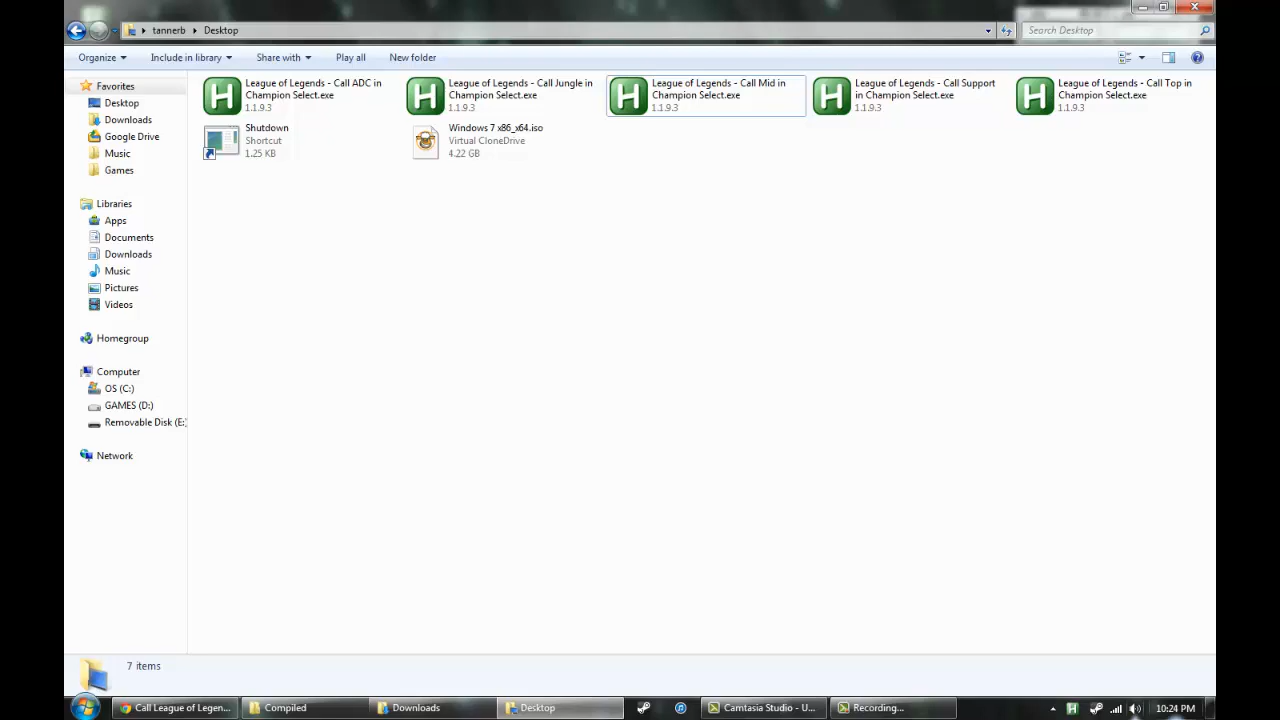 tannerb
Desktop
Search Desktop
Organize
Include in library
Share with
Play all
New folder
Favorites
Desktop
Downloads
Google Drive
Music
Games
Libraries
Apps
Documents
Downloads
Music
Pictures
Videos
Homegroup
Computer
OS (C:)
GAMES (D:)
Removable Disk (E:)
Network
League of Legends - Call ADC in
Champion Select.exe
1.1.9.3
League of Legends - Call Jungle in
Champion Select.exe
1.1.9.3
League of Legends - Call Mid in
Champion Select.exe
1.1.9.3
League of Legends - Call Support
in Champion Select.exe
1.1.9.3
League of Legends - Call Top in
Champion Select.exe
1.1.9.3
Shutdown
Shortcut
1.25 KB
Windows 7 x86_x64.iso
Virtual CloneDrive
4.22 GB
7 items
Call League of Legen...
Compiled
Downloads
Desktop
Camtasia Studio - U...
Recording...
10:24 PM